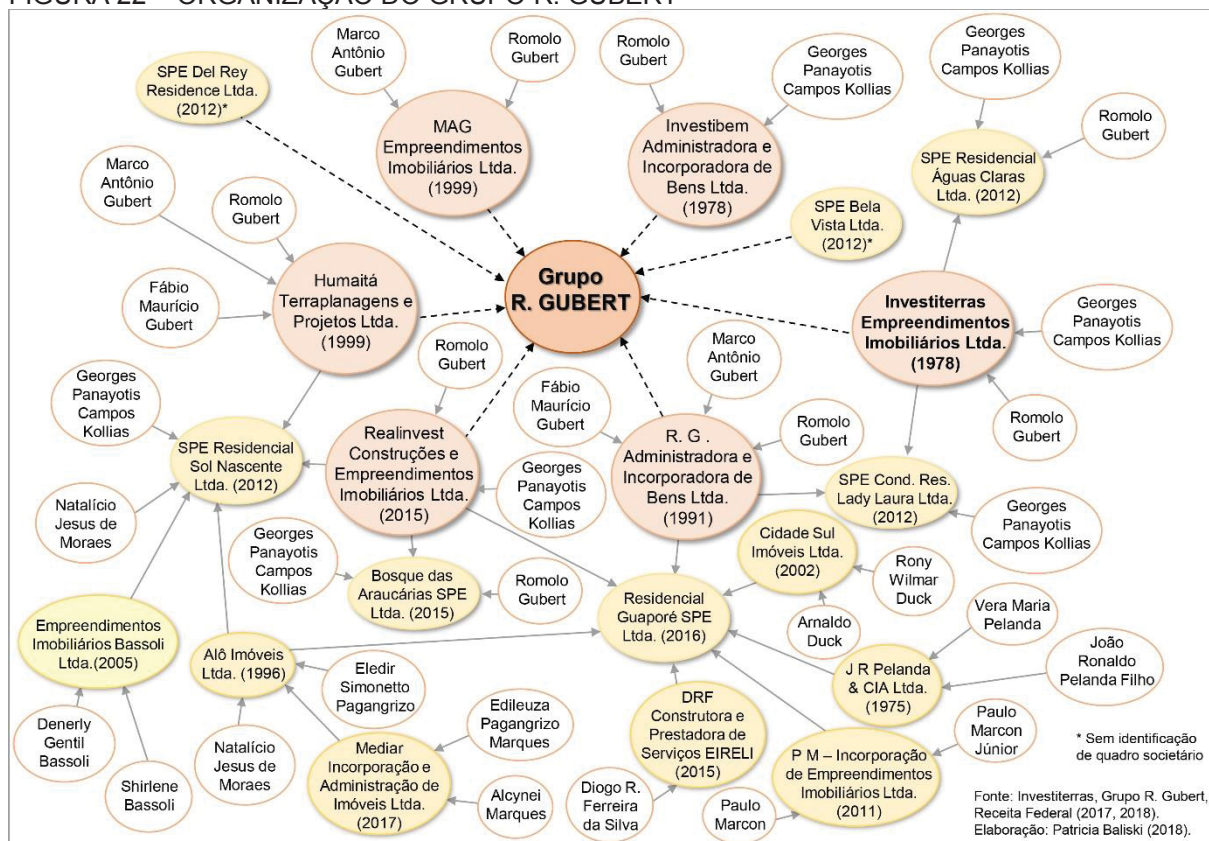 FIGURA 22 – ORGANIZAÇÃO DO GRUPO R. GUBERT
SPE Del Rey
Residence Ltda.
(2012)*
Marco
Antônio
Gubert
Romolo
Gubert
MAG
Empreendimentos
Imobiliários Ltda.
(1999)
Romolo
Gubert
Georges
Panayotis
Campos Kollias
Investibem
Administradora e
Incorporadora de
Bens Ltda.
(1978)
Georges
Panayotis
Campos Kollias
Romolo
Gubert
SPE Residencial
Águas Claras
Ltda. (2012)
Marco
Antônio
Gubert
Romolo
Gubert
Fábio
Maurício
Gubert
Humaitá
Terraplanagens e
Projetos Ltda.
(1999)
Grupo
R. GUBERT
SPE Bela
Vista Ltda.
(2012)*
Investiterras
Empreendimentos
Imobiliários Ltda.
(1978)
Georges
Panayotis
Campos Kollias
Romolo
Gubert
Georges
Panayotis
Campos
Kollias
SPE Residencial
Sol Nascente
Ltda. (2012)
Natalício
Jesus de
Moraes
Romolo
Gubert
Realinvest
Construções e
Empreendimentos
Imobiliários Ltda.
(2015)
Georges
Panayotis
Campos
Kollias
Fábio
Maurício
Gubert
Marco
Antônio
Gubert
Romolo
Gubert
R. G .
Administradora e
Incorporadora de
Bens Ltda.
(1991)
SPE Cond. Res.
Lady Laura Ltda.
(2012)
Georges
Panayotis
Campos Kollias
Georges
Panayotis
Campos
Kollias
Bosque das
Araucárias SPE
Ltda. (2015)
Romolo
Gubert
Residencial
Guaporé SPE
Ltda. (2016)
Cidade Sul
Imóveis Ltda.
(2002)
Rony
Wilmar
Duck
Arnaldo
Duck
Vera Maria
Pelanda
João
Ronaldo
Pelanda Filho
J R Pelanda
& CIA Ltda.
(1975)
Empreendimentos
Imobiliários Bassoli
Ltda.(2005)
Denerly
Gentil
Bassoli
Shirlene
Bassoli
Alô Imóveis
Ltda. (1996)
Eledir
Simonetto
Pagangrizo
Natalício
Jesus de
Moraes
Mediar
Incorporação e
Administração de
Imóveis Ltda.
(2017)
Edileuza
Pagangrizo
Marques
Alcynei
Marques
DRF
Construtora e
Prestadora de
Serviços EIRELI
(2015)
Diogo R.
Ferreira
da Silva
P M – Incorporação
de Empreendimentos
Imobiliários Ltda.
(2011)
Paulo
Marcon
Paulo
Marcon
Júnior
* Sem identificação
de quadro societário
Fonte: Investiterras, Grupo R. Gubert,
Receita Federal (2017, 2018).
Elaboração: Patricia Baliski (2018).